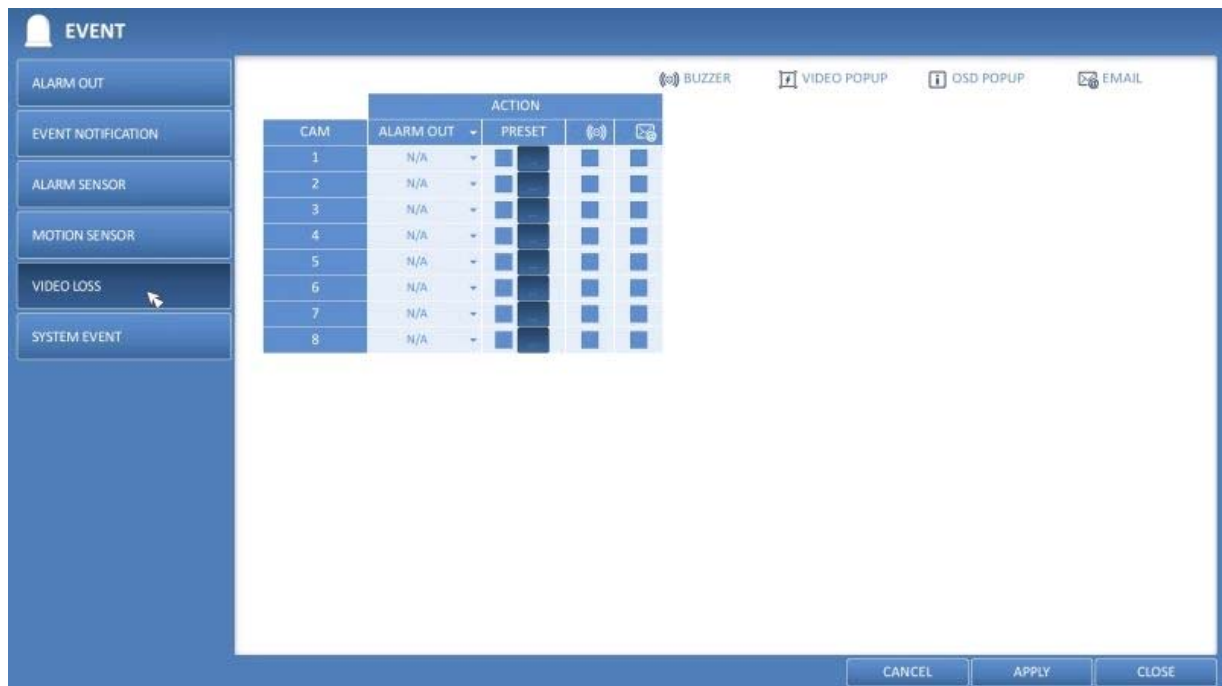 EVENT
ALARM OUT
EVENT NOTIFICATION
ALARM SENSOR
MOTION SENSOR
VIDEO LOSS
SYSTEM EVENT
BUZZER VIDEO POPUP OSD POPUP EMAIL
ACTION
CAM ALARM OUT PRESET
1 N/A ...
2 N/A ...
3 N/A ...
4 N/A ...
5 N/A ...
6 N/A ...
7 N/A ...
8 N/A ...
CANCEL APPLY CLOSE